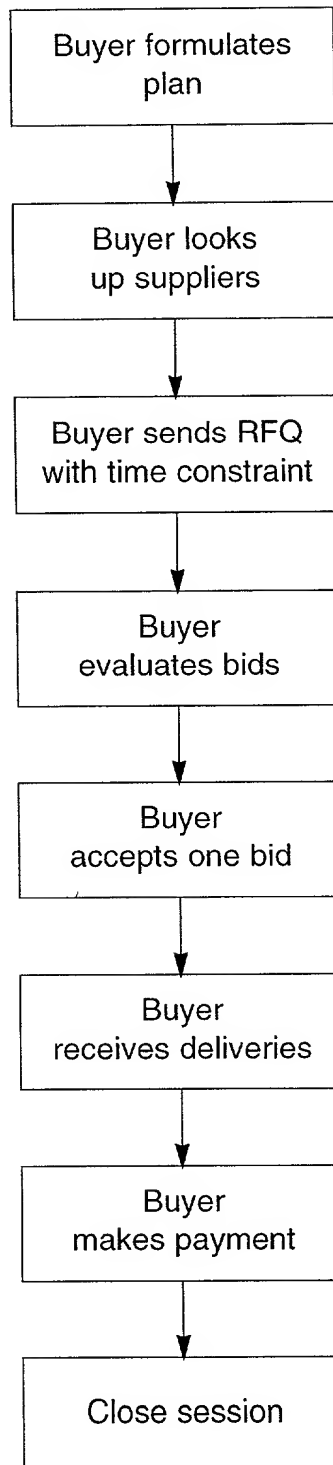 Buyer formulates
plan
Buyer looks
up suppliers
Buyer sends RFQ
with time constraint
Buyer
evaluates bids
Buyer
accepts one bid
Buyer
receives deliveries
Buyer
makes payment
Close session